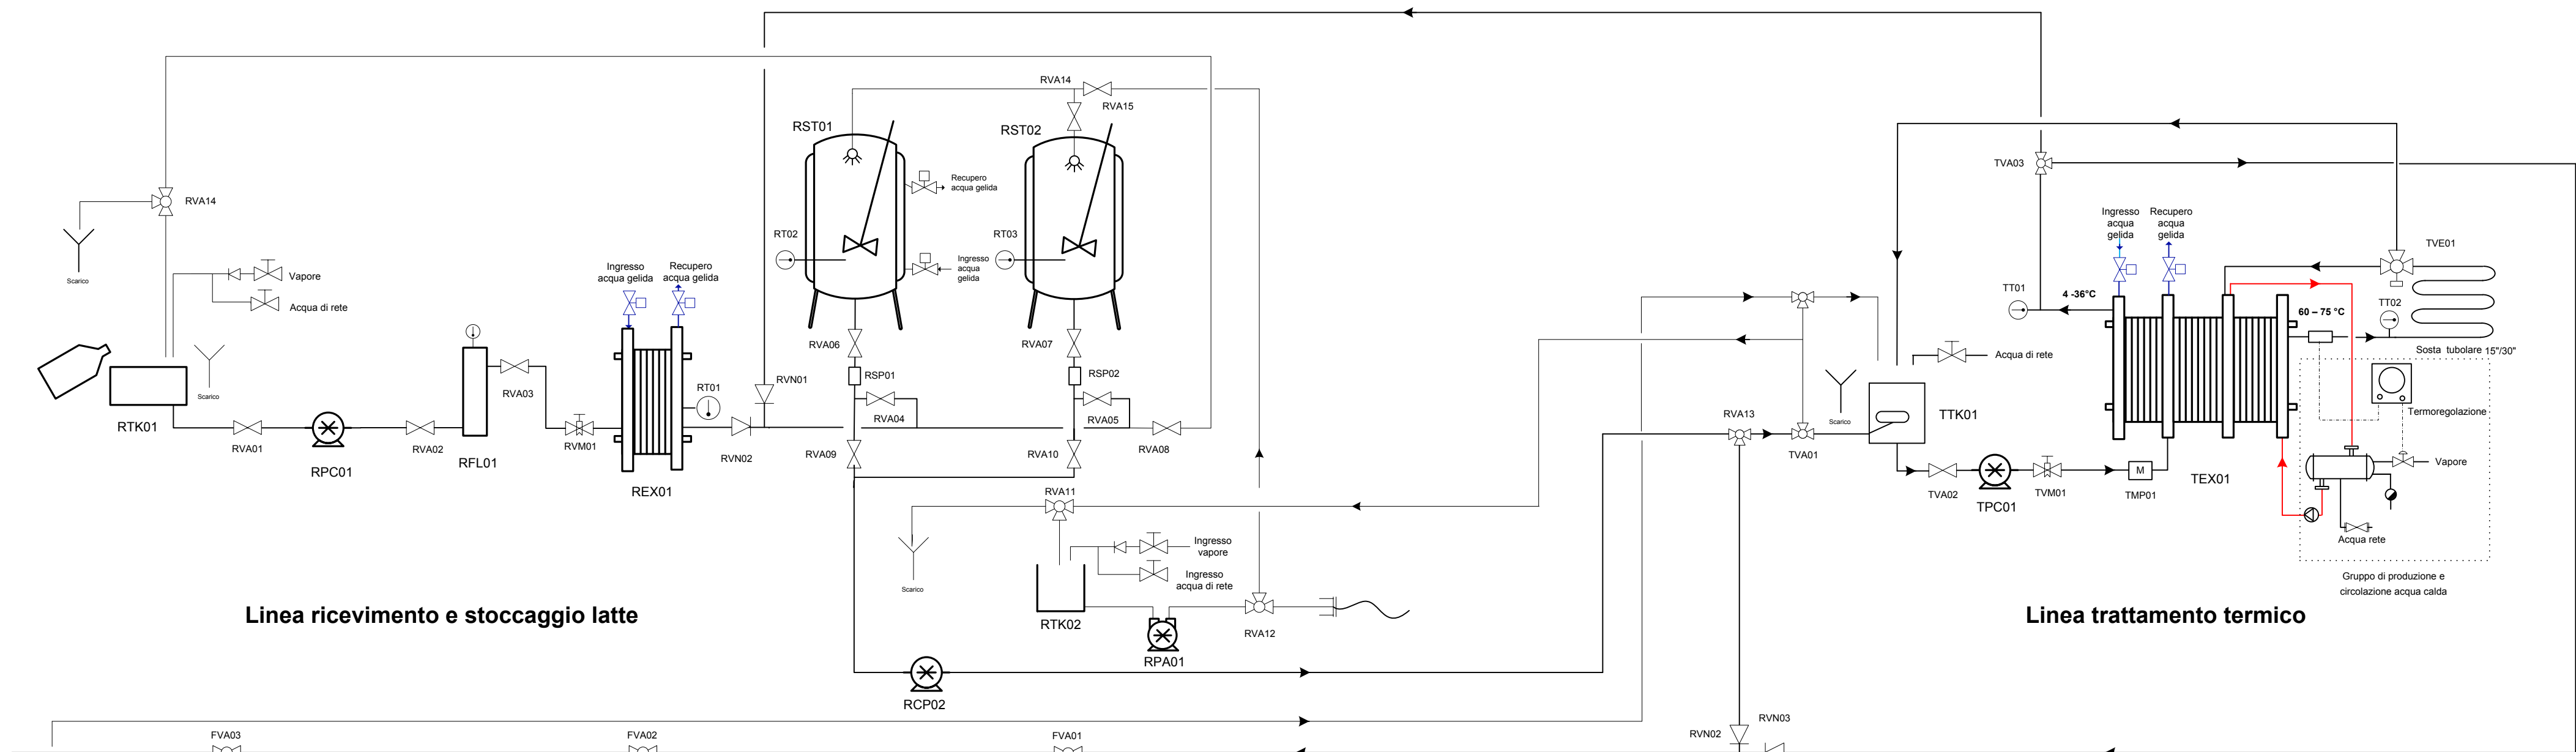 RVA14
RVA15
RST01
RST02
TVA03
Recupero
acqua gelida
RVA14
Ingresso
acqua
gelida
Recupero
acqua
gelida
Scarico
RT02
RT03
TVE01
Vapore
Acqua di rete
Ingresso
acqua gelida
Recupero
acqua gelida
Ingresso
acqua
gelida
TT01
4 -36°C
60 – 75 °C
TT02
Sosta tubolare 15"/30"
RVA06
RVA07
Acqua di rete
RVA03
RT01
RVN01
RSP01
RSP02
Termoregolazione
Scarico
RTK01
RVA04
RVA05
RVA13
Scarico
TTK01
RVA01
RPC01
RVA02
RFL01
RVM01
REX01
RVN02
RVA09
RVA10
RVA08
TVA01
Vapore
M
TVA02
TPC01
TVM01
TMP01
TEX01
RVA11
Acqua rete
Ingresso
vapore
Ingresso
acqua di rete
Scarico
Gruppo di produzione e
circolazione acqua calda
Linea ricevimento e stoccaggio latte
RTK02
RPA01
RVA12
Linea trattamento termico
RCP02
RVN03
RVN02
FVA03
FVA02
FVA01